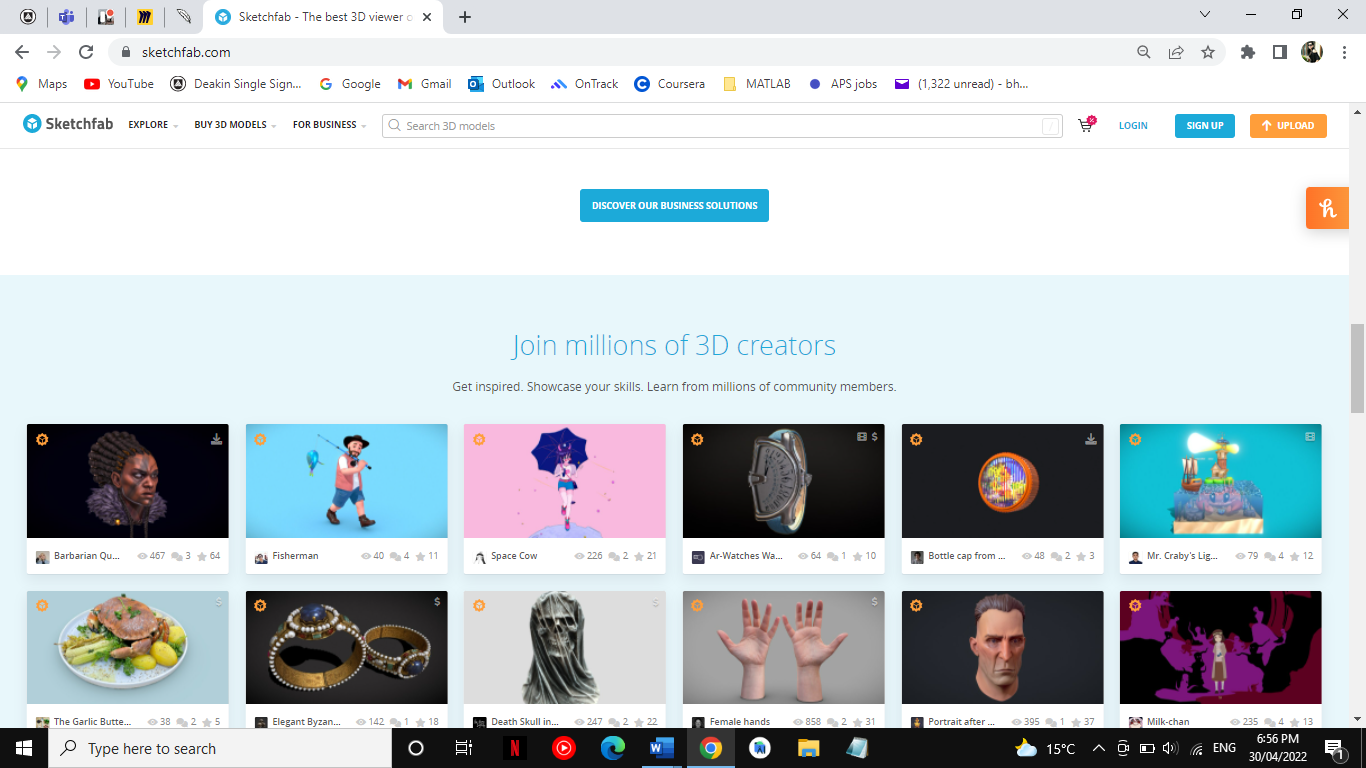 Sketchfab - The best 3D viewer o
sketchfab.com
Maps YouTube Deakin Single Sign... Google Gmail Outlook OnTrack Coursera MATLAB APS jobs (1,322 unread) - bh...
Sketchfab EXPLORE BUY 3D MODELS FOR BUSINESS Search 3D models / LOGIN SIGN UP UPLOAD
DISCOVER OUR BUSINESS SOLUTIONS
h
Join millions of 3D creators
Get inspired. Showcase your skills. Learn from millions of community members.
$
Barbarian Qu... 467 3 64 Fisherman 40 4 11 Space Cow 226 2 21 Ar-Watches Wa... 64 1 10 Bottle cap from ... 48 2 3 Mr. Craby's Lig... 79 4 12
$ $ $ $
The Garlic Butte... 38 2 5 Elegant Byzan... 142 1 18 Death Skull in... 247 2 22 Female hands 858 2 31 Portrait after ... 395 1 37 Milk-chan 235 4 13
Type here to search N W 15°C ENG 6:56 PM
30/04/2022 1